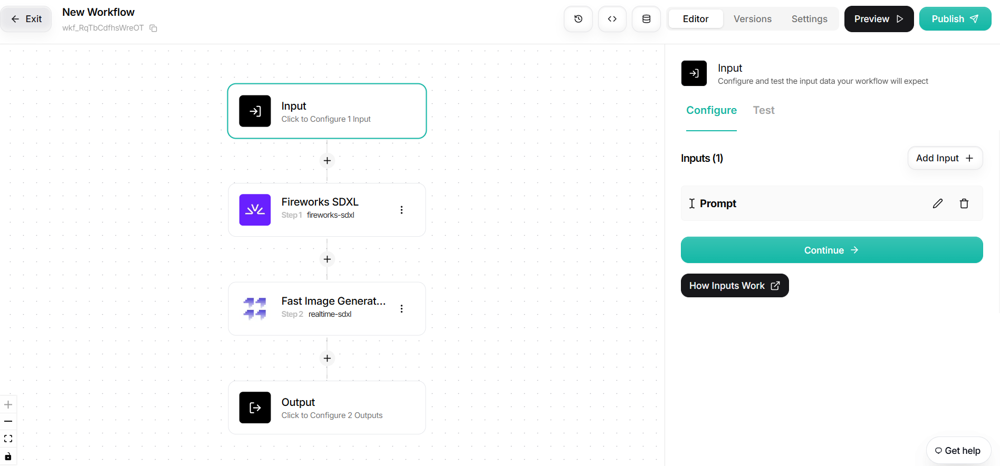 Exit
New Workflow
wkf_RqTbCdfhsWreOT
Editor
Versions
Settings
Preview
Publish
Input
Click to Configure 1 Input
Fireworks SDXL
Step 1 fireworks-sdxl
Fast Image Generat...
Step 2 realtime-sdxl
Output
Click to Configure 2 Outputs
Input
Configure and test the input data your workflow will expect
Configure
Test
Inputs (1)
Add Input
Prompt
Continue
How Inputs Work
Get help